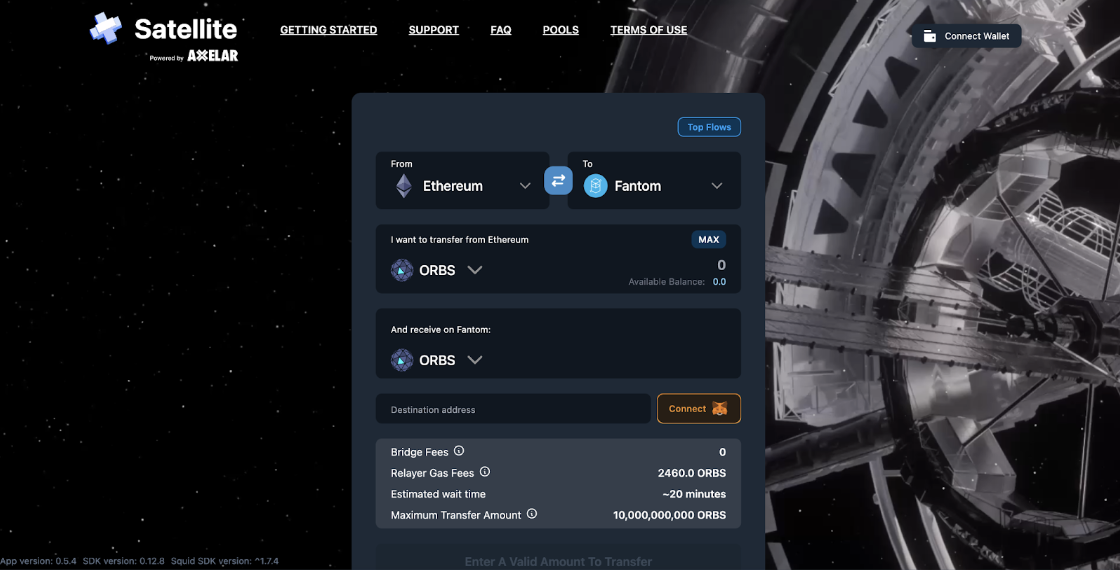 Satellite
Powered by AXELAR
GETTING STARTED SUPPORT FAQ POOLS TERMS OF USE
Connect Wallet
Top Flows
From
Ethereum
To
Fantom
I want to transfer from Ethereum
MAX
ORBS
0
Available Balance: 0.0
And receive on Fantom:
ORBS
Destination address
Connect
Bridge Fees 0
Relayer Gas Fees 2460.0 ORBS
Estimated wait time ~20 minutes
Maximum Transfer Amount 10,000,000,000 ORBS
Enter A Valid Amount To Transfer
App version: 0.5.4 SDK version: 0.12.8 Squid SDK version: ^1.7.4